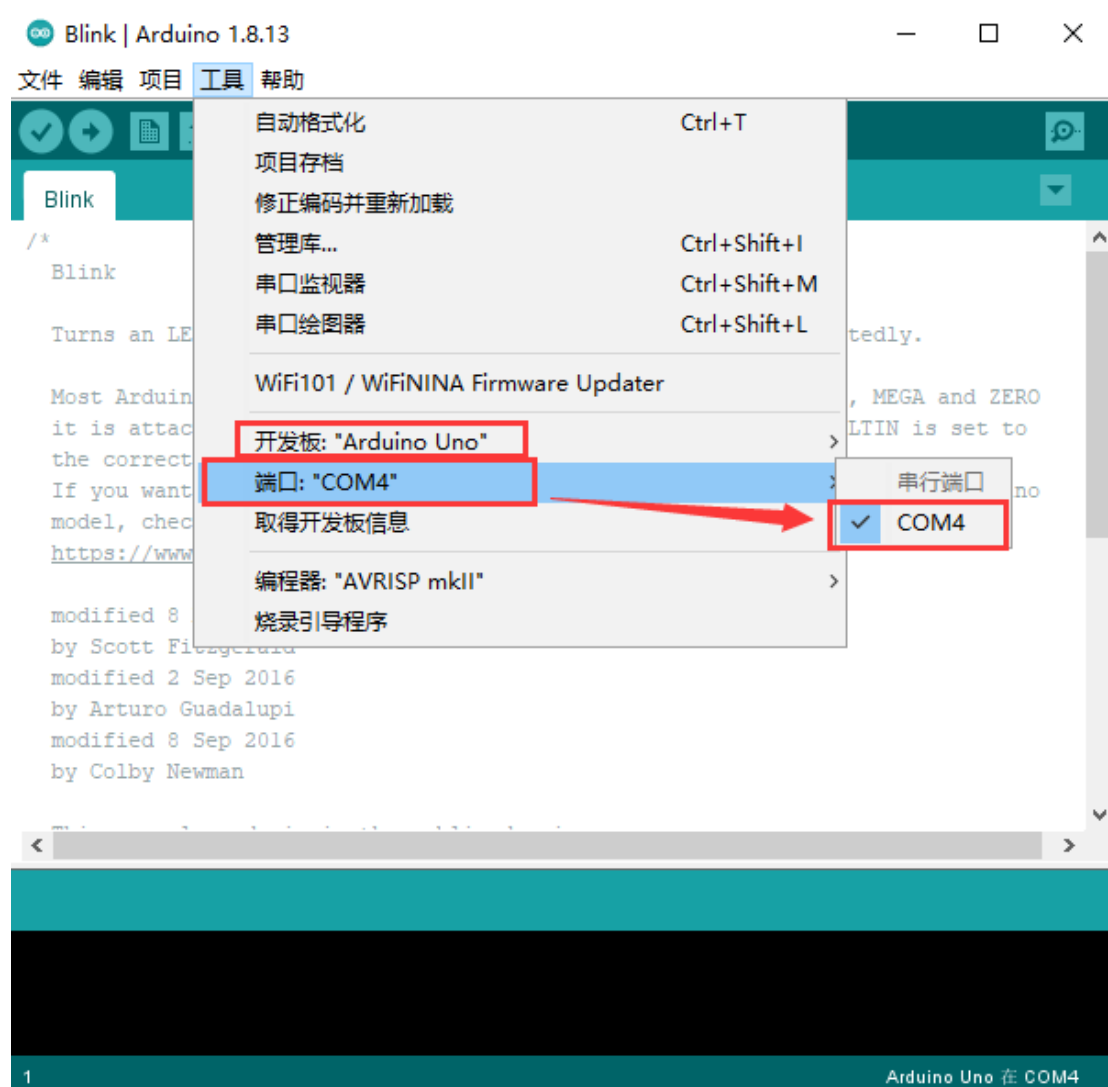 Blink | Arduino 1.8.13
文件 编辑 项目 工具 帮助
自动格式化 Ctrl+T
项目存档
修正编码并重新加载
管理库... Ctrl+Shift+I
串口监视器 Ctrl+Shift+M
串口绘图器 Ctrl+Shift+L
WiFi101 / WiFiNINA Firmware Updater
开发板: "Arduino Uno"
端口: "COM4"
取得开发板信息
编程器: "AVRISP mkII"
烧录引导程序
串行端口
COM4
Blink
/*
Blink
Turns an LE tedly.
Most Arduin , MEGA and ZERO
it is attac LTIN is set to
the correct
If you want no
model, chec
https://www
modified 8
by Scott Fitzgerald
modified 2 Sep 2016
by Arturo Guadalupi
modified 8 Sep 2016
by Colby Newman
1
Arduino Uno 在 COM4